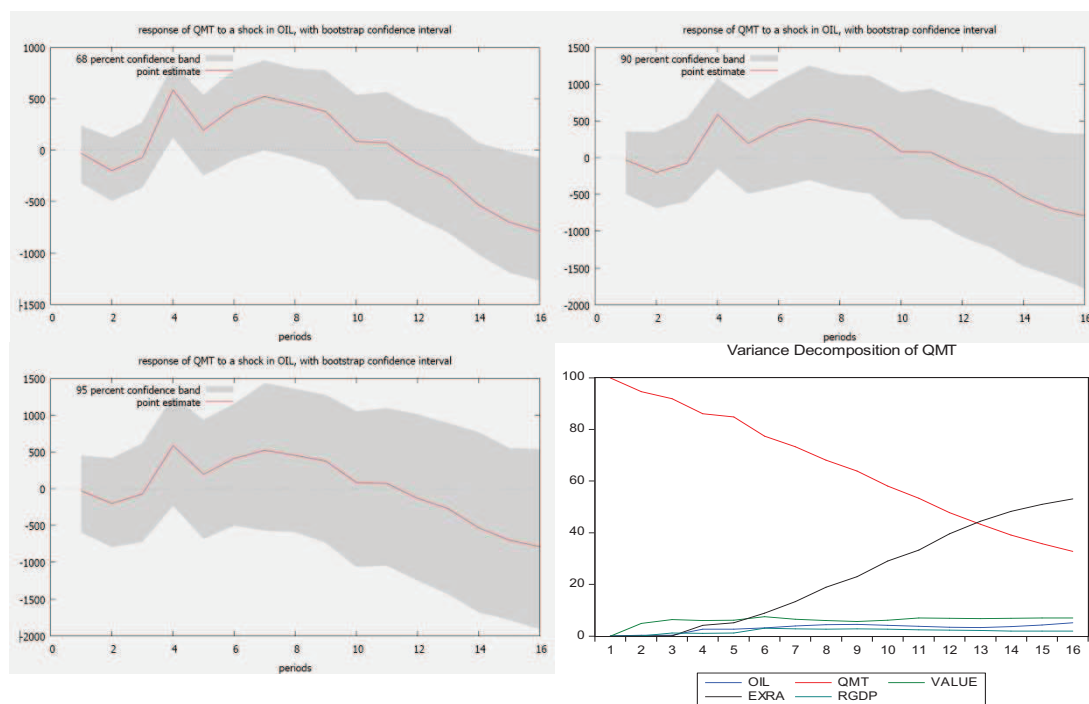 response of QMT to a shock in OIL, with bootstrap confidence interval
68 percent confidence band
point estimate
1000
500
0
-500
-1000
-1500
0 2 4 6 8 10 12 14 16
periods
response of QMT to a shock in OIL, with bootstrap confidence interval
90 percent confidence band
point estimate
1500
1000
500
0
-500
-1000
-1500
-2000
0 2 4 6 8 10 12 14 16
periods
response of QMT to a shock in OIL, with bootstrap confidence interval
95 percent confidence band
point estimate
1500
1000
500
0
-500
-1000
-1500
-2000
0 2 4 6 8 10 12 14 16
periods
Variance Decomposition of QMT
100
80
60
40
20
0
1 2 3 4 5 6 7 8 9 10 11 12 13 14 15 16
OIL QMT VALUE
EXRA RGDP